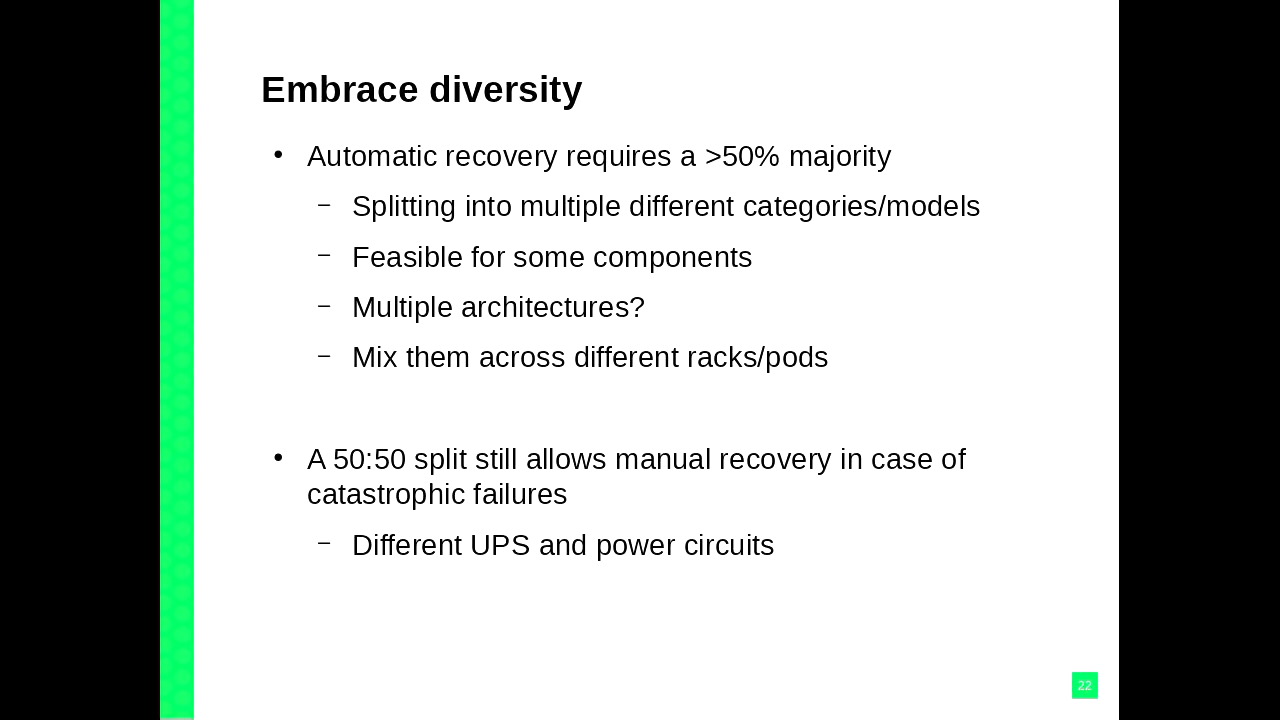 Embrace diversity
• Automatic recovery requires a >50% majority
– Splitting into multiple different categories/models
– Feasible for some components
– Multiple architectures?
– Mix them across different racks/pods
• A 50:50 split still allows manual recovery in case of
catastrophic failures
– Different UPS and power circuits
22